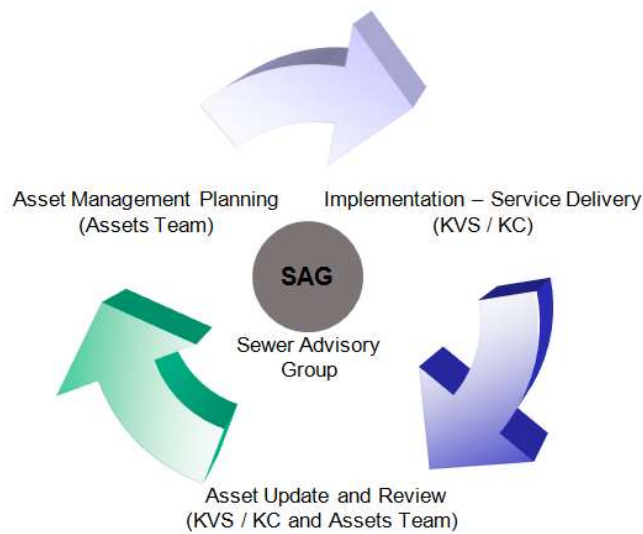 Asset Management Planning
(Assets Team)
Implementation – Service Delivery
(KVS / KC)
SAG
Sewer Advisory
Group
Asset Update and Review
(KVS / KC and Assets Team)